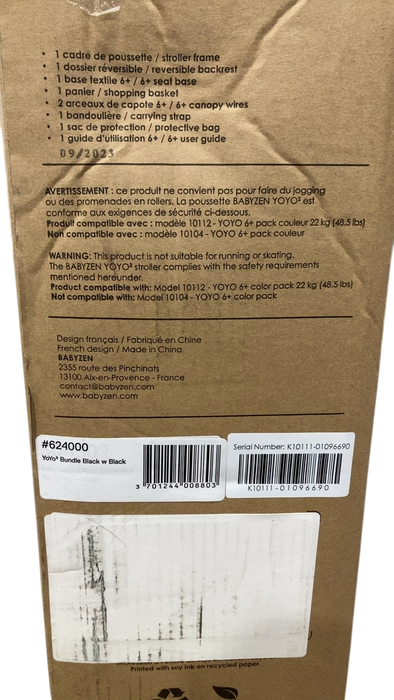 • 1 cadre de poussette / stroller frame
• 1 dossier réversible / reversible backrest
• 1 base textile 6+ / 6+ seat base
• 1 panier / shopping basket
• 2 arceaux de capote 6+ / 6+ canopy wires
• 1 bandoulière / carrying strap
• 1 sac de protection / protective bag
• 1 guide d'utilisation 6+ / 6+ user guide
09/2023
AVERTISSEMENT : ce produit ne convient pas pour faire du jogging
ou des promenades en rollers. La poussette BABYZEN YOYO² est
conforme aux exigences de sécurité ci-dessous.
Produit compatible avec : modèle 10112 - YOYO 6+ pack couleur 22 kg (48.5 lbs)
Non compatible avec : modèle 10104 - YOYO 6+ pack couleur
WARNING: This product is not suitable for running or skating.
The BABYZEN YOYO² stroller complies with the safety requirements
mentioned hereunder.
Product compatible with: Model 10112 - YOYO 6+ color pack 22 kg (48.5 lbs)
Not compatible with: Model 10104 - YOYO 6+ color pack
Design français / Fabriqué en Chine
French design / Made in China
BABYZEN
2355 route des Pinchinats
13100 Aix-en-Provence - France
contact@babyzen.com
www.babyzen.com
#624000
YoYo² Bundle Black w Black
3 701244 008803
Serial Number: K10111-01096690
K10111-01096690
Printed with soy ink on recycled paper.